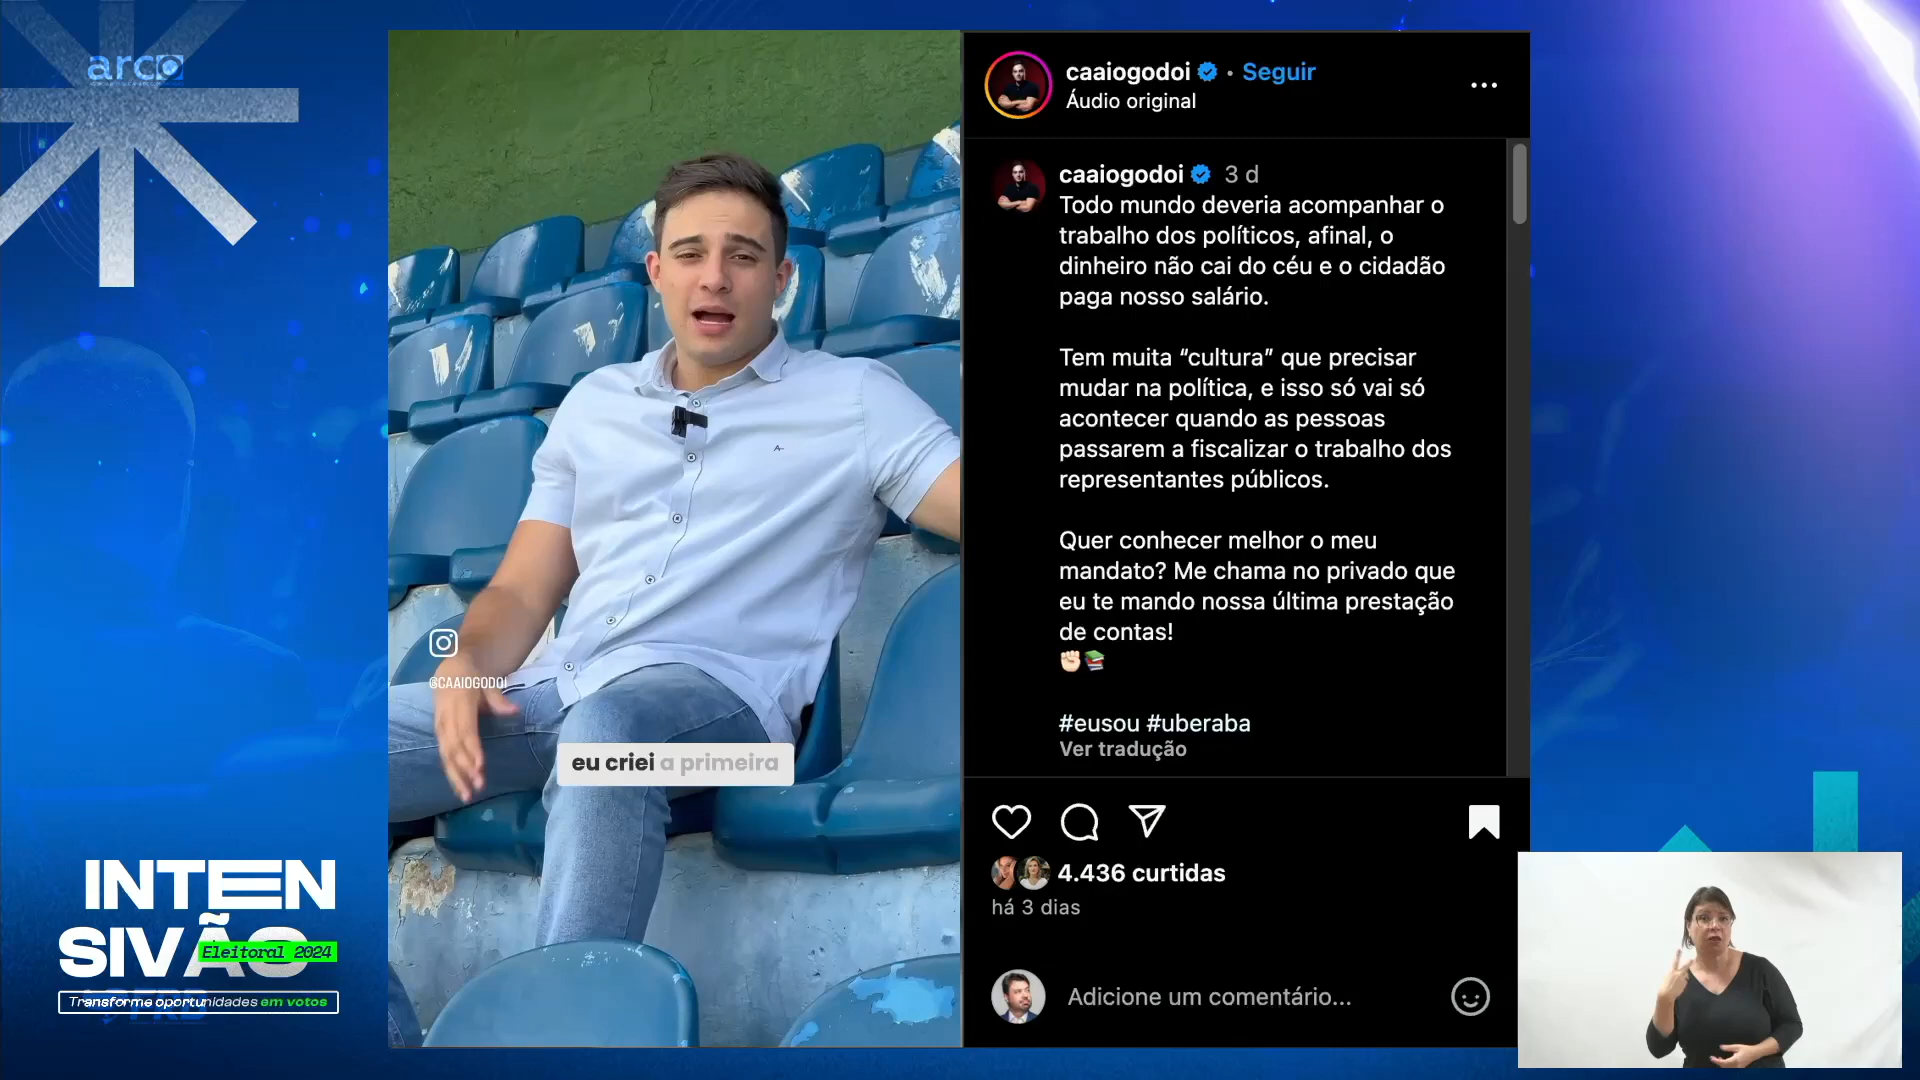 arco
caaiogodoi • Seguir
Áudio original
caaiogodoi 3 d
Todo mundo deveria acompanhar o
trabalho dos políticos, afinal, o
dinheiro não cai do céu e o cidadão
paga nosso salário.
Tem muita “cultura” que precisar
mudar na política, e isso só vai só
acontecer quando as pessoas
passarem a fiscalizar o trabalho dos
representantes públicos.
Quer conhecer melhor o meu
mandato? Me chama no privado que
eu te mando nossa última prestação
de contas!
#eusou #uberaba
Ver tradução
4.436 curtidas
há 3 dias
Adicione um comentário...
@CAAIOGODOI
eu criei a primeira
INTEN
SIVÃO
Eleitoral 2024
Transforme oportunidades em votos